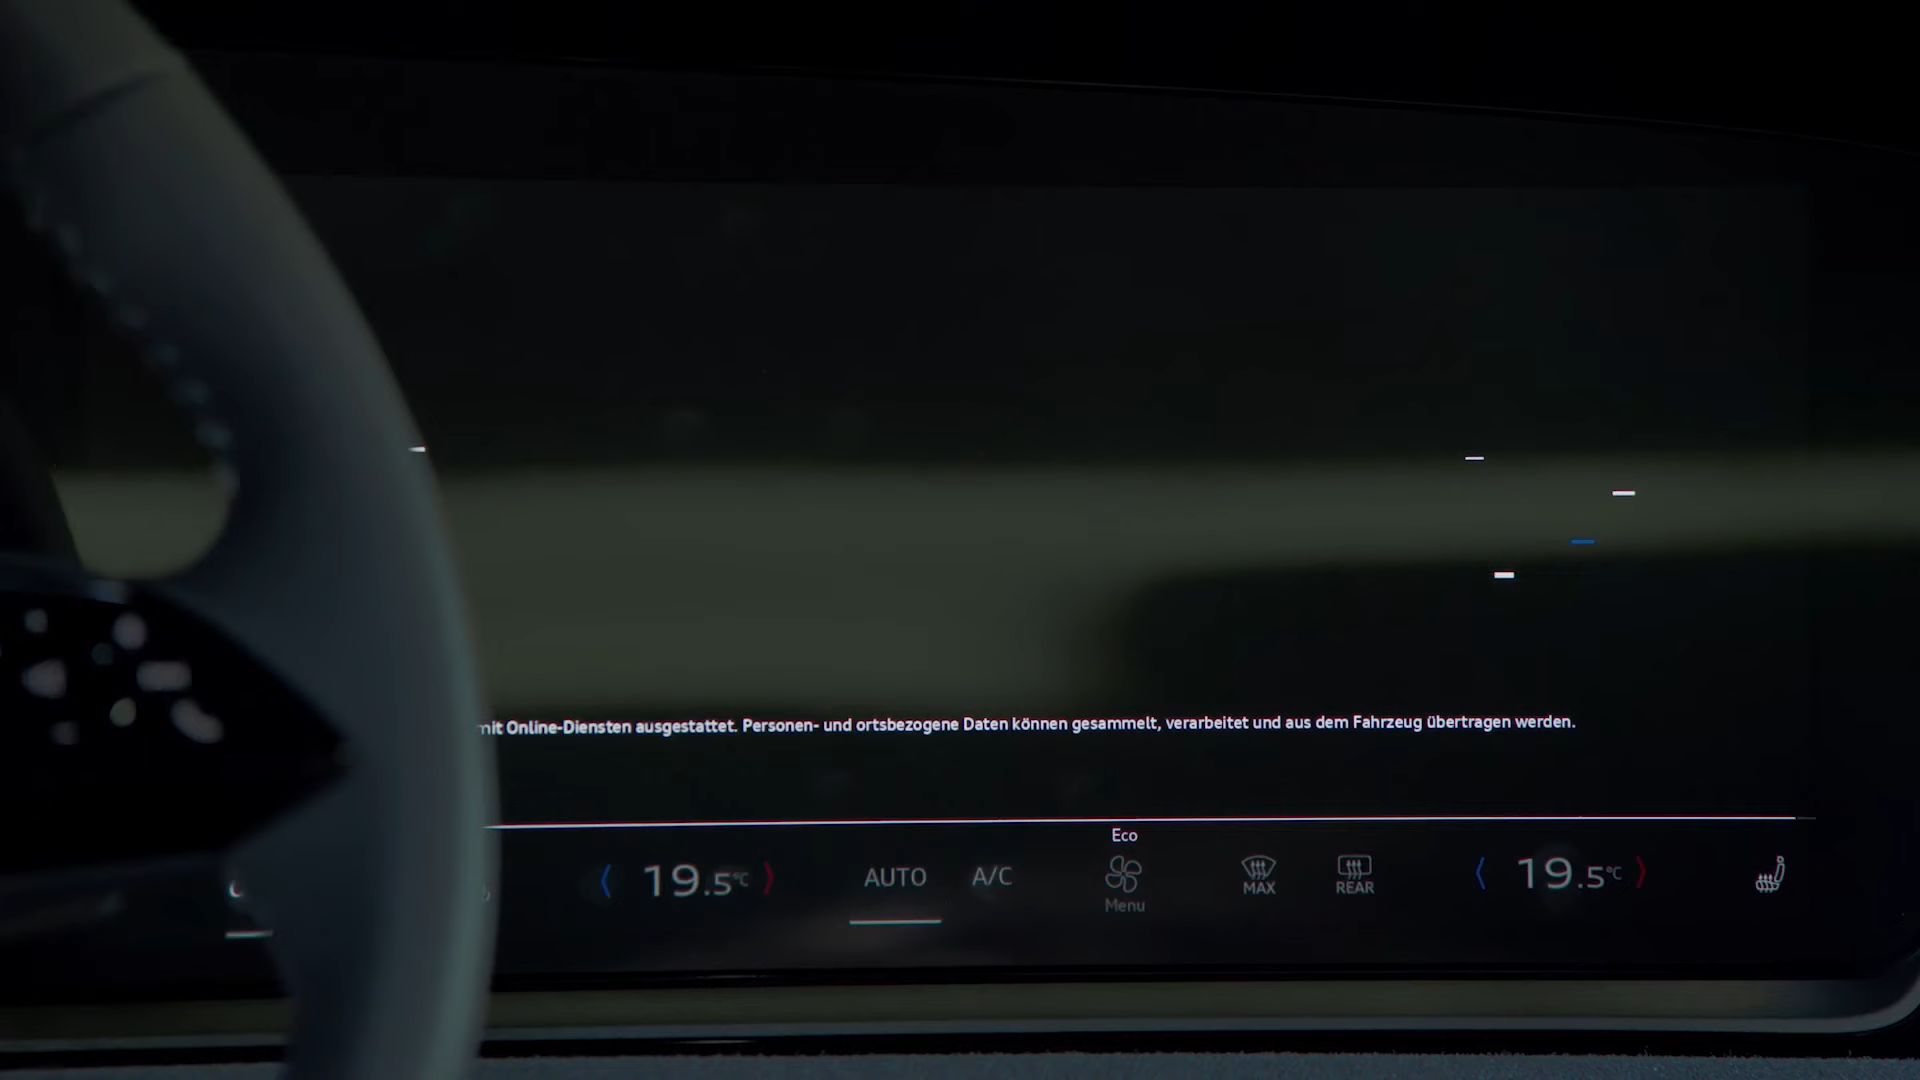 mit Online-Diensten ausgestattet. Personen- und ortsbezogene Daten können gesammelt, verarbeitet und aus dem Fahrzeug übertragen werden.
Eco
19.5°C AUTO A/C MAX REAR 19.5°C
Menu